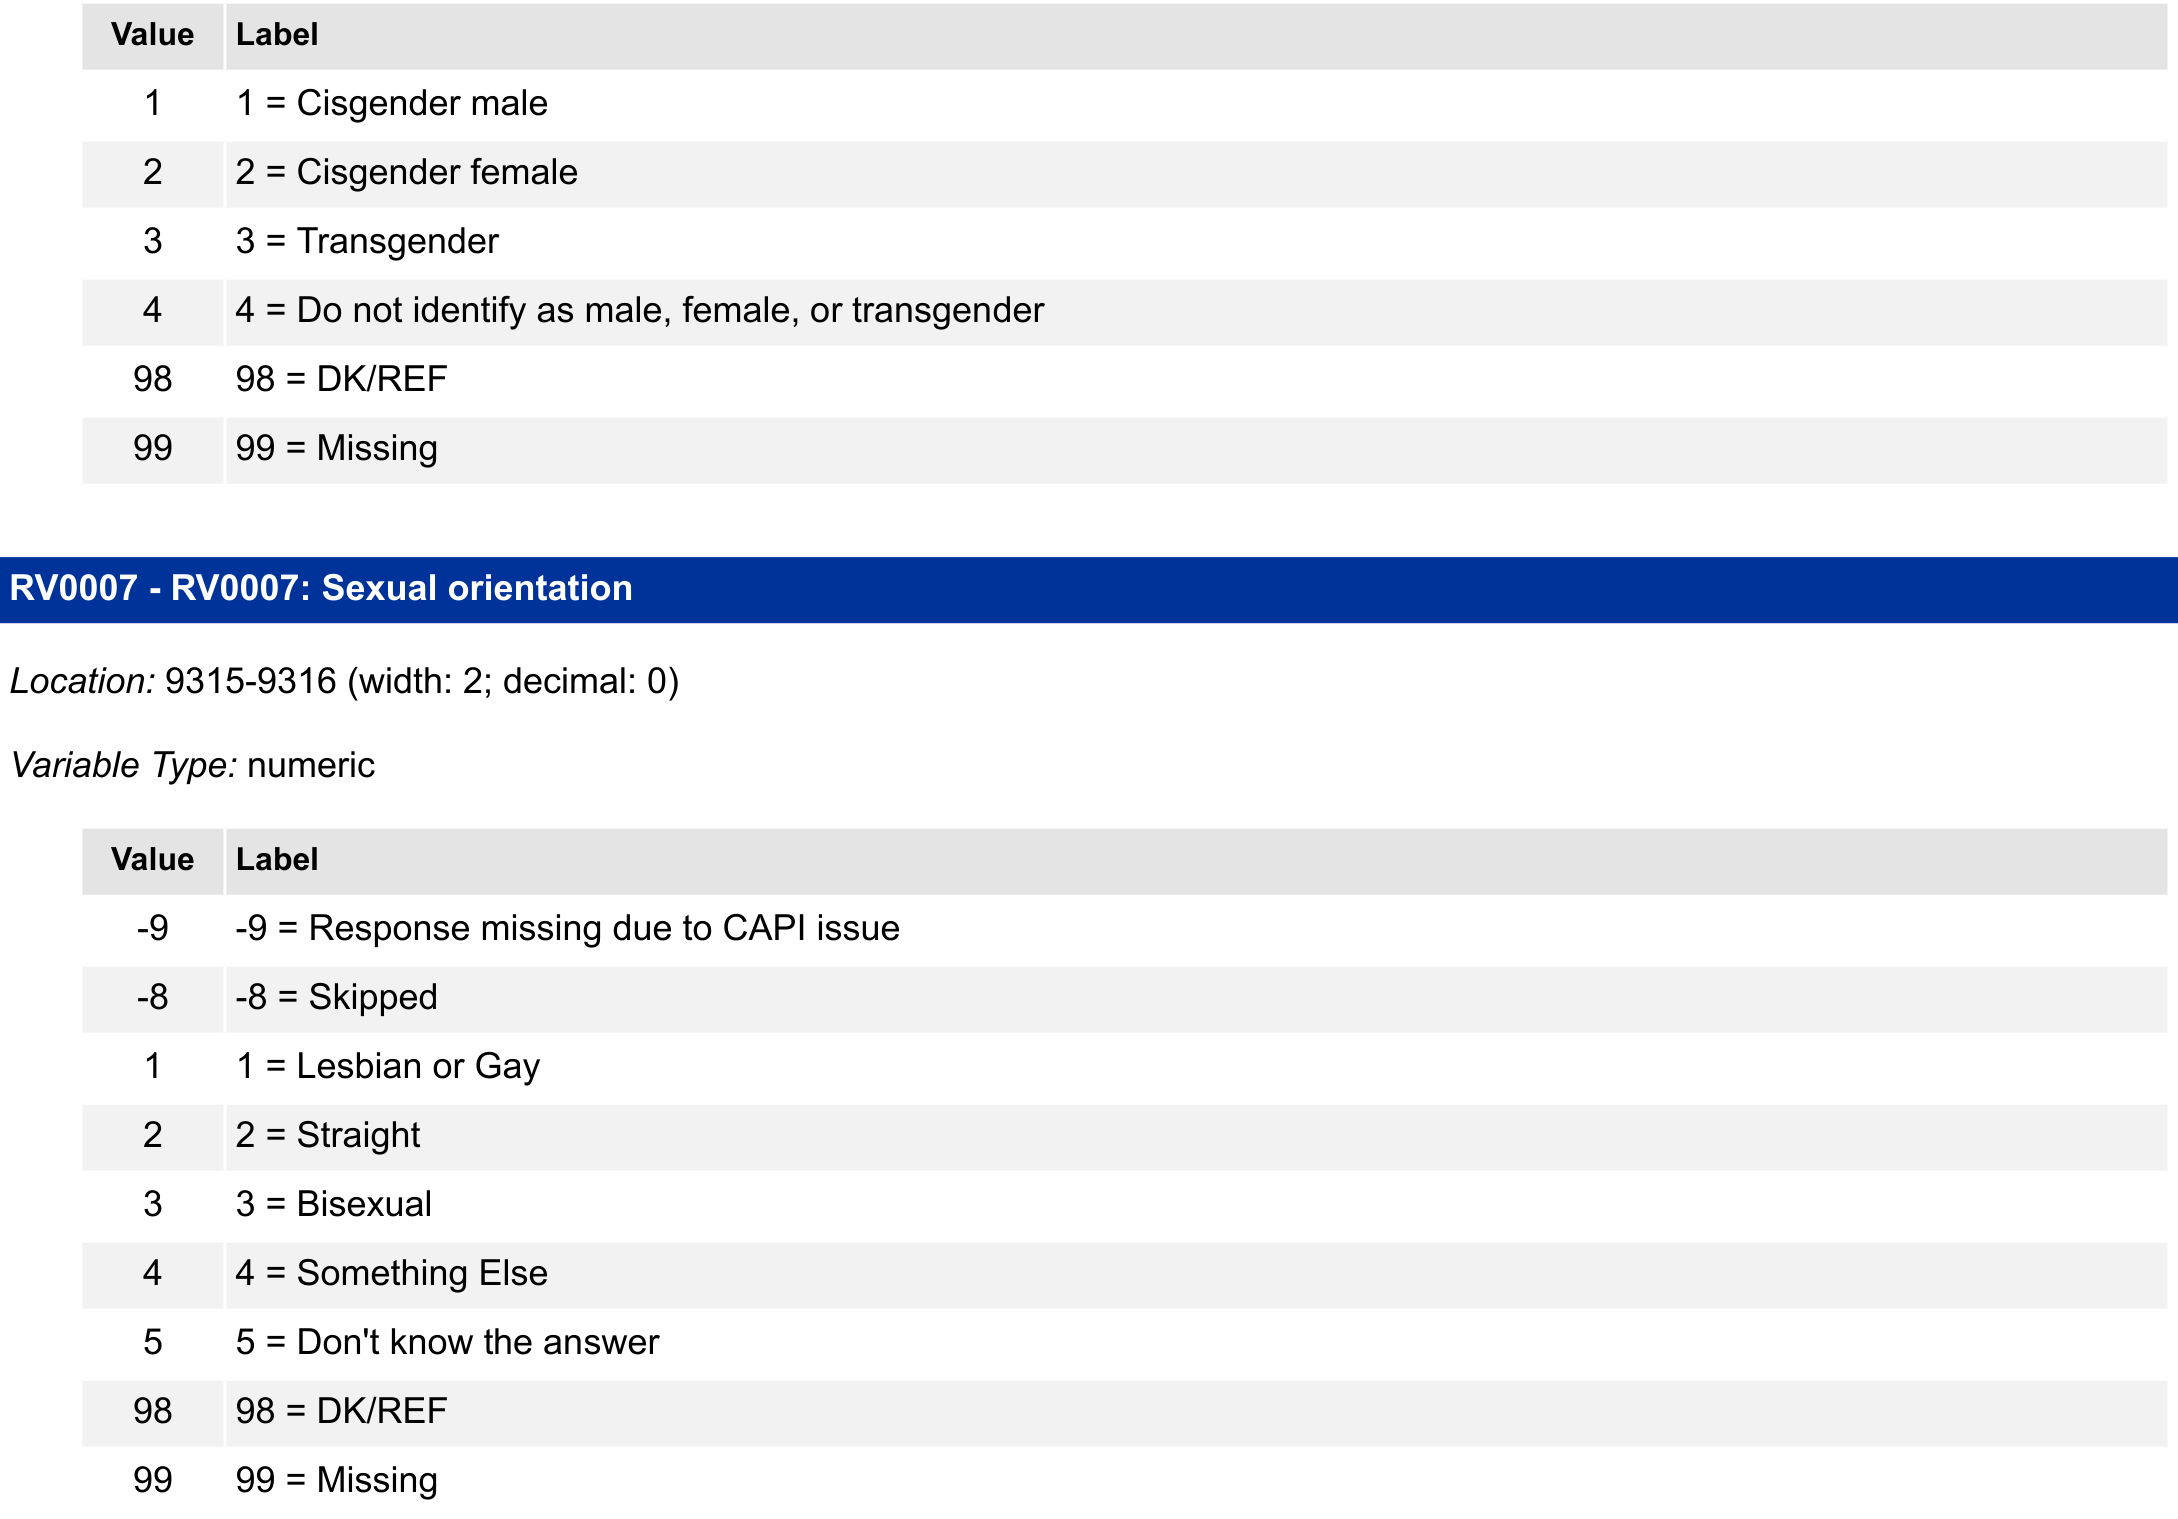 Value Label
1 1 = Cisgender male
2 2 = Cisgender female
3 3 = Transgender
4 4 = Do not identify as male, female, or transgender
98 98 = DK/REF
99 99 = Missing
RV0007 - RV0007: Sexual orientation
Location: 9315-9316 (width: 2; decimal: 0)
Variable Type: numeric
Value Label
-9 -9 = Response missing due to CAPI issue
-8 -8 = Skipped
1 1 = Lesbian or Gay
2 2 = Straight
3 3 = Bisexual
4 4 = Something Else
5 5 = Don't know the answer
98 98 = DK/REF
99 99 = Missing